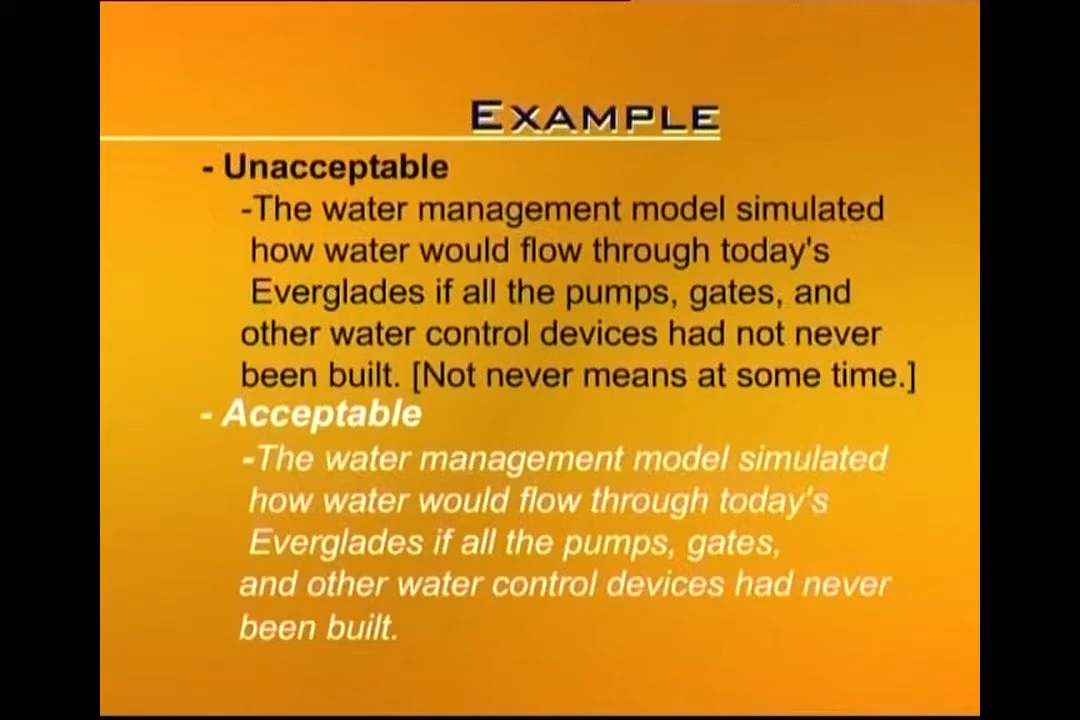 EXAMPLE
- Unacceptable
-The water management model simulated
how water would flow through today's
Everglades if all the pumps, gates, and
other water control devices had not never
been built. [Not never means at some time.]
- Acceptable
-The water management model simulated
how water would flow through today's
Everglades if all the pumps, gates,
and other water control devices had never
been built.